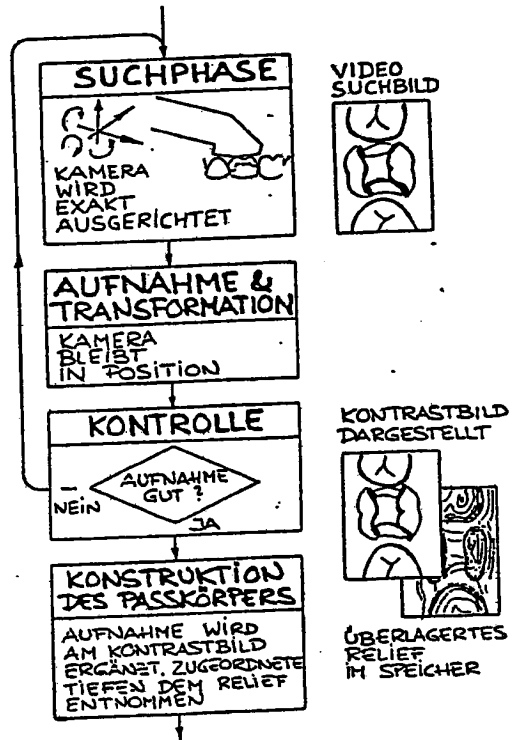 SUCHPHASE
KAMERA
WIRD
EXAKT
AUSGERICHTET
VIDEO
SUCHBILD
AUFNAHME &
TRANSFORMATION
KAMERA
BLEIBT
IN POSITION
KONTROLLE
AUFNAHME
GUT ?
NEIN
JA
KONTRASTBILD
DARGESTELLT
ÜBERLAGERTES
RELIEF
IM SPEICHER
KONSTRUKTION
DES PASSKÖRPERS
AUFNAHME WIRD
AM KONTRASTBILD
ERGÄNZT. ZUGEORDNETE
TIEFEN DEM RELIEF
ENTNOMMEN